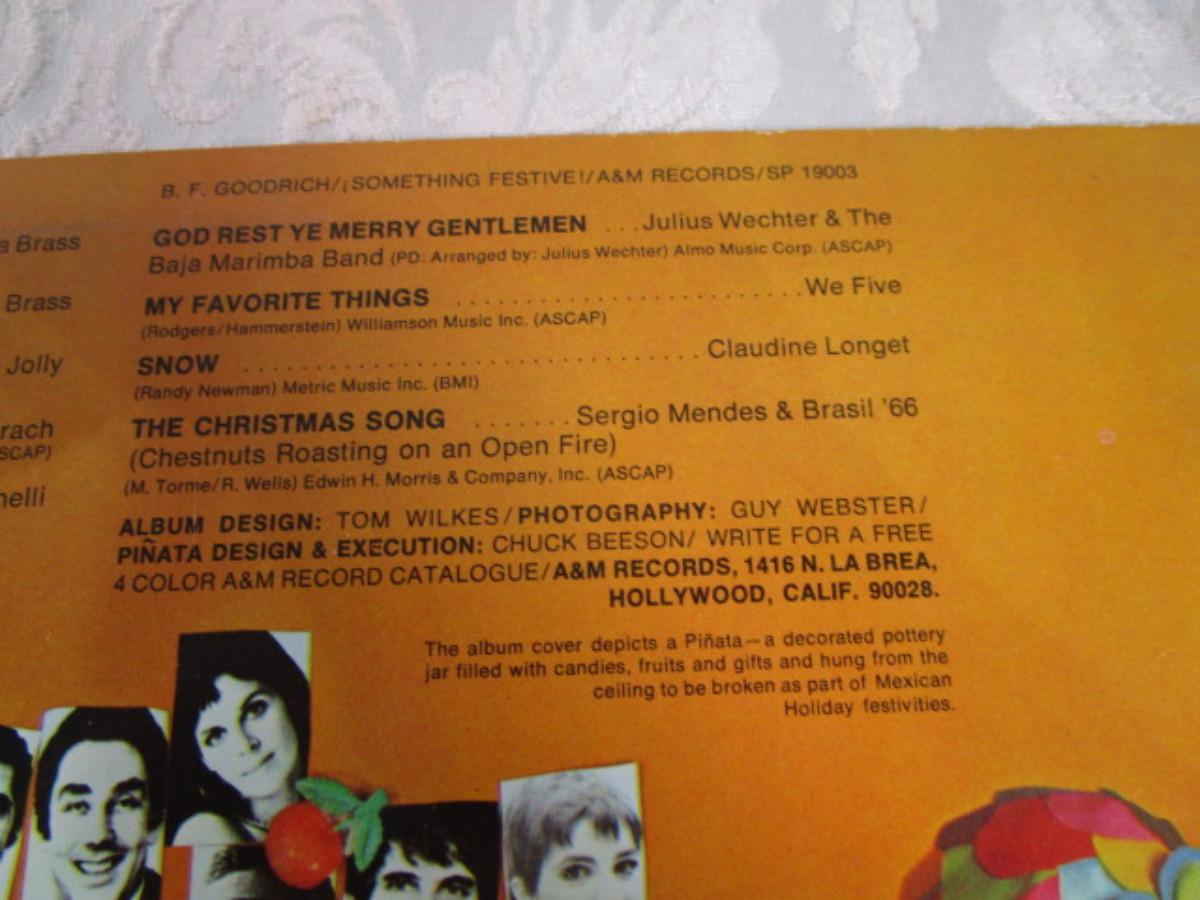 B. F. GOODRICH/¡SOMETHING FESTIVE!/A&M RECORDS/SP 19003
a Brass
Brass
Jolly
rach
SCAP)
nelli
GOD REST YE MERRY GENTLEMEN ...Julius Wechter & The
Baja Marimba Band (PD: Arranged by: Julius Wechter) Almo Music Corp. (ASCAP)
MY FAVORITE THINGS ..........................We Five
(Rodgers/Hammerstein) Williamson Music Inc. (ASCAP)
SNOW ..................................Claudine Longet
(Randy Newman) Metric Music Inc. (BMI)
THE CHRISTMAS SONG .......Sergio Mendes & Brasil '66
(Chestnuts Roasting on an Open Fire)
(M. Torme/R. Wells) Edwin H. Morris & Company, Inc. (ASCAP)
ALBUM DESIGN: TOM WILKES/PHOTOGRAPHY: GUY WEBSTER/
PIÑATA DESIGN & EXECUTION: CHUCK BEESON/ WRITE FOR A FREE
4 COLOR A&M RECORD CATALOGUE/A&M RECORDS, 1416 N. LA BREA,
HOLLYWOOD, CALIF. 90028.
The album cover depicts a Piñata—a decorated pottery
jar filled with candies, fruits and gifts and hung from the
ceiling to be broken as part of Mexican
Holiday festivities.